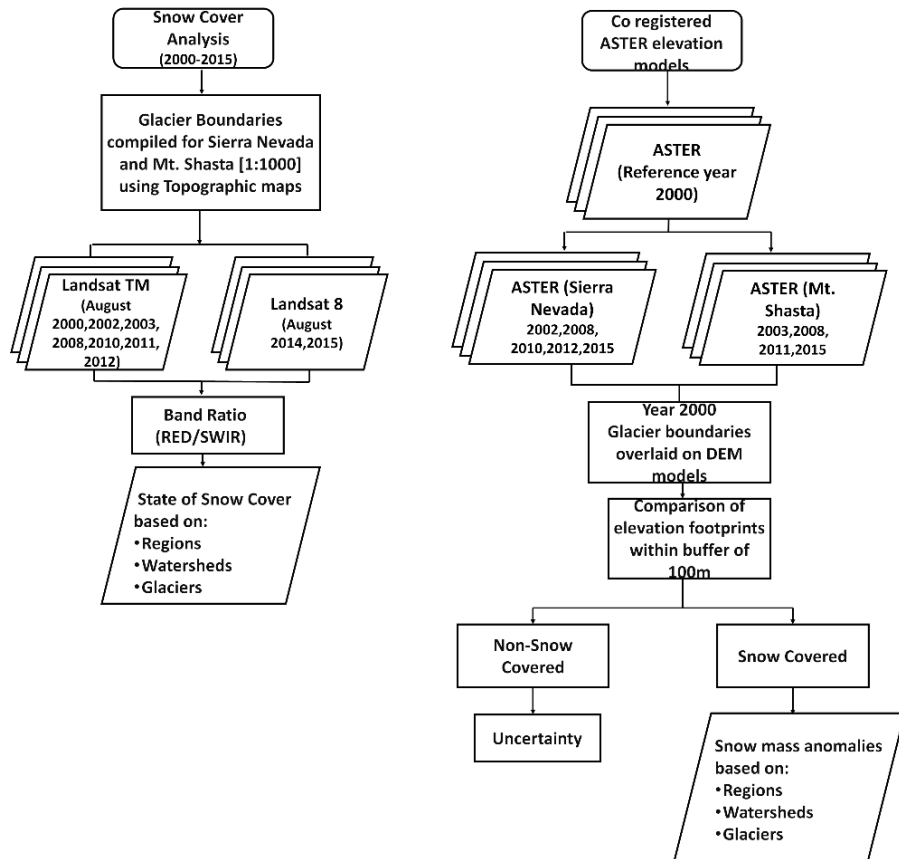 Snow Cover
Analysis
(2000-2015)
Glacier Boundaries
compiled for Sierra Nevada
and Mt. Shasta [1:1000]
using Topographic maps
Landsat TM
(August
2000,2002,2003,
2008,2010,2011,
2012)
Landsat 8
(August
2014,2015)
Band Ratio
(RED/SWIR)
State of Snow Cover
based on:
•Regions
•Watersheds
•Glaciers
Co registered
ASTER elevation
models
ASTER
(Reference year
2000)
ASTER (Sierra
Nevada)
2002,2008,
2010,2012,2015
ASTER (Mt.
Shasta)
2003,2008,
2011,2015
Year 2000
Glacier boundaries
overlaid on DEM
models
Comparison of
elevation footprints
within buffer of
100m
Non-Snow
Covered
Snow Covered
Uncertainty
Snow mass anomalies
based on:
•Regions
•Watersheds
•Glaciers